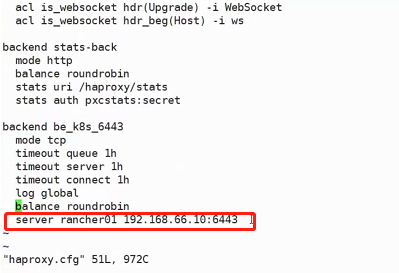 acl is_websocket hdr(Upgrade) -i WebSocket
acl is_websocket hdr_beg(Host) -i ws
backend stats-back
mode http
balance roundrobin
stats uri /haproxy/stats
stats auth pxcstats:secret
backend be_k8s_6443
mode tcp
timeout queue 1h
timeout server 1h
timeout connect 1h
log global
balance roundrobin
server rancher01 192.168.66.10:6443
~
~
"haproxy.cfg" 51L, 972C